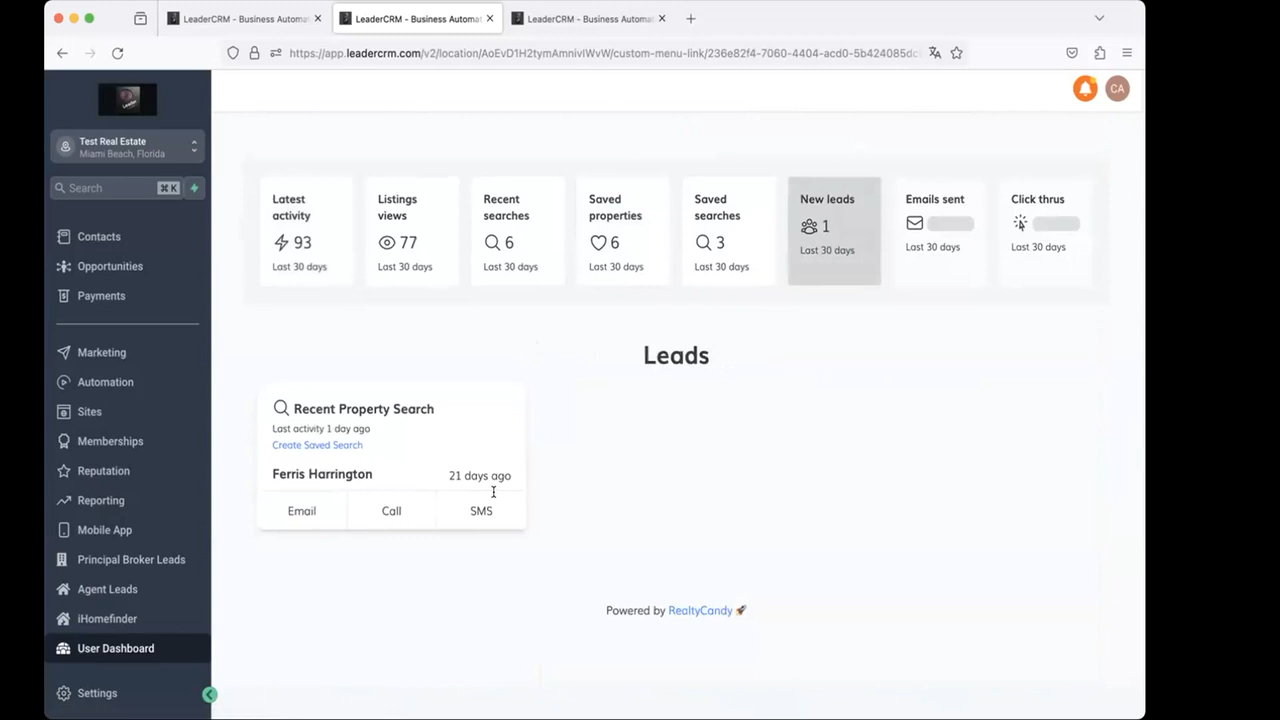 LeaderCRM - Business Automat
LeaderCRM - Business Automat
LeaderCRM - Business Automat
https://app.leadercrm.com/v2/location/AoEvD1H2tymAmnivIWvW/custom-menu-link/236e82f4-7060-4404-acd0-5b424085dc
CA
Test Real Estate
Miami Beach, Florida
Search
⌘ K
Contacts
Opportunities
Payments
Marketing
Automation
Sites
Memberships
Reputation
Reporting
Mobile App
Principal Broker Leads
Agent Leads
iHomefinder
User Dashboard
Settings
Latest
activity
93
Last 30 days
Listings
views
77
Last 30 days
Recent
searches
6
Last 30 days
Saved
properties
6
Last 30 days
Saved
searches
3
Last 30 days
New leads
1
Last 30 days
Emails sent
Last 30 days
Click thrus
Last 30 days
Leads
Recent Property Search
Last activity 1 day ago
Create Saved Search
Ferris Harrington 21 days ago
Email Call SMS
Powered by RealtyCandy 🚀